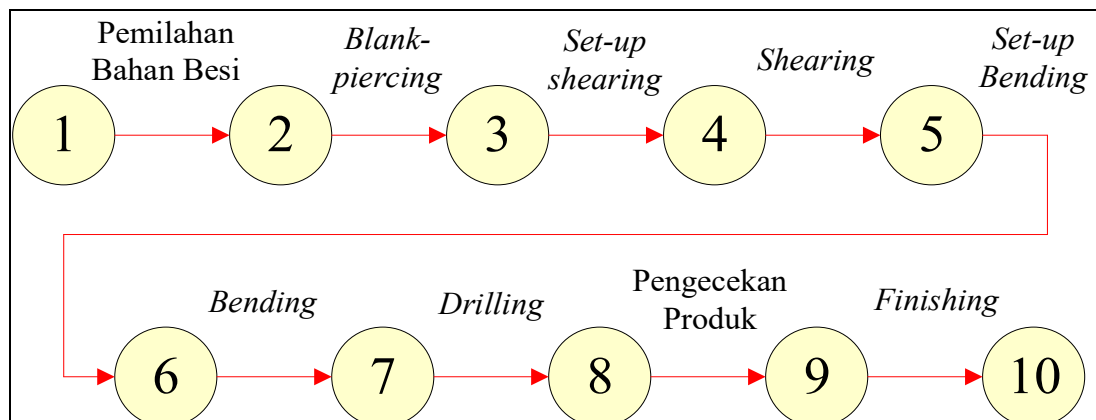 Pemilahan
Bahan Besi
Blank-
piercing
Set-up
shearing
Shearing
Set-up
Bending
1
2
3
4
5
Bending
Drilling
Pengecekan
Produk
Finishing
6
7
8
9
10